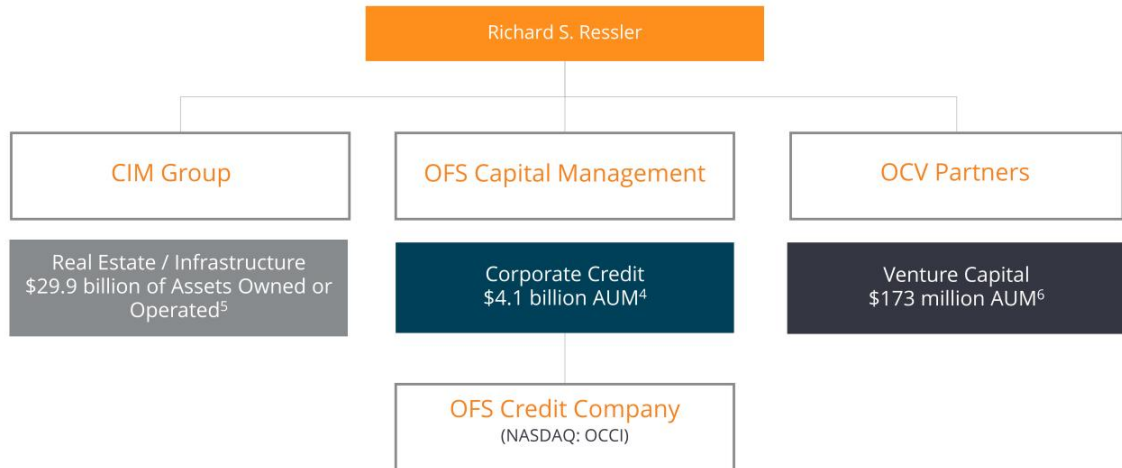 Richard S. Ressler
CIM Group
OFS Capital Management
OCV Partners
Real Estate / Infrastructure
$29.9 billion of Assets Owned or
Operated⁵
Corporate Credit
$4.1 billion AUM⁴
Venture Capital
$173 million AUM⁶
OFS Credit Company
(NASDAQ: OCCI)